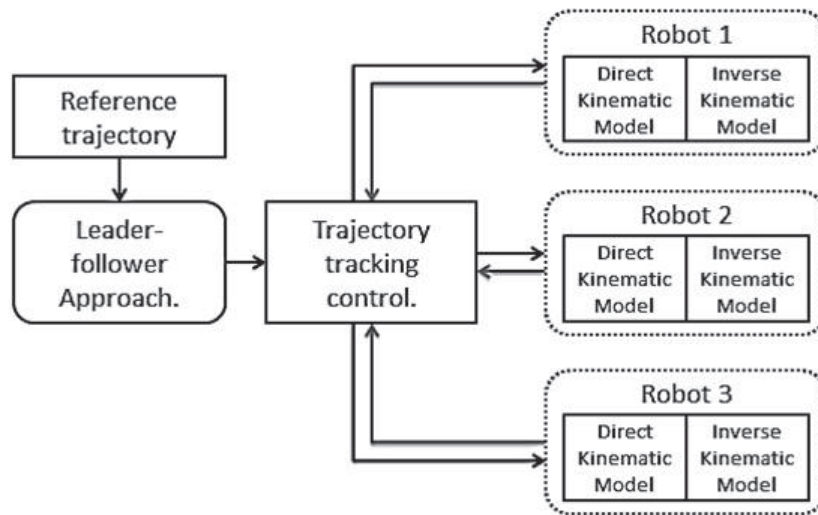 Reference
trajectory
Leader-
follower
Approach.
Trajectory
tracking
control.
Robot 1
Direct
Kinematic
Model
Inverse
Kinematic
Model
Robot 2
Direct
Kinematic
Model
Inverse
Kinematic
Model
Robot 3
Direct
Kinematic
Model
Inverse
Kinematic
Model